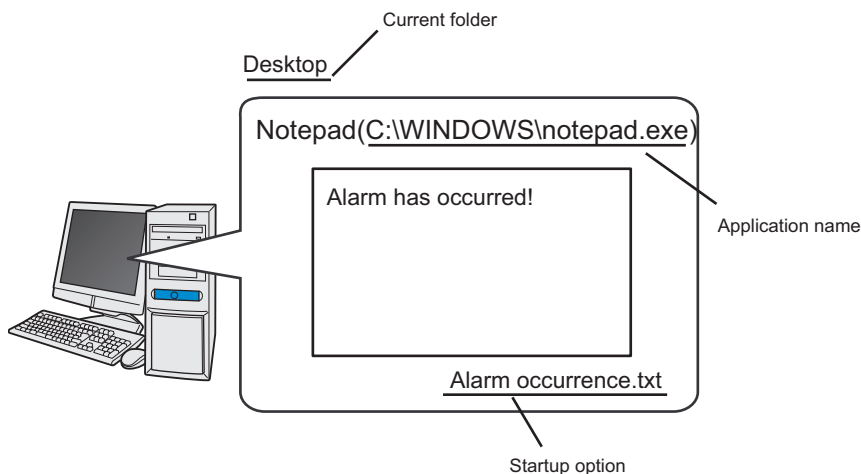 Current folder
Desktop
Notepad(C:\WINDOWS\notepad.exe)
Alarm has occurred!
Application name
Alarm occurrence.txt
Startup option